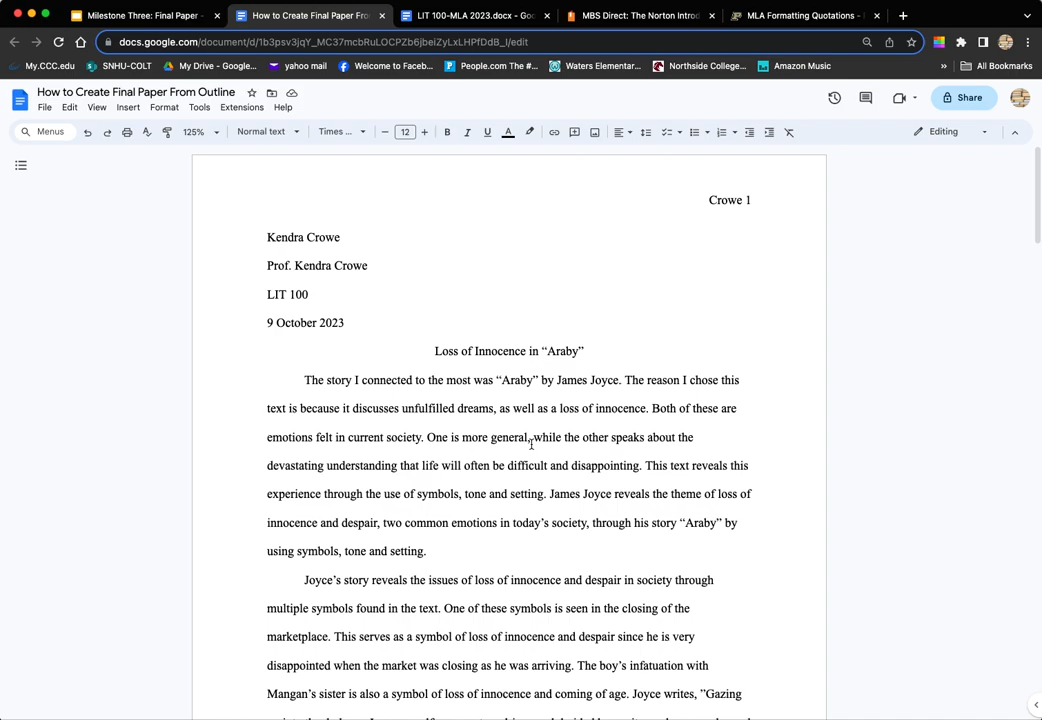 Milestone Three: Final Paper -
How to Create Final Paper Fro
LIT 100-MLA 2023.docx - Goo
MBS Direct: The Norton Introd
MLA Formatting Quotations -
docs.google.com/document/d/1b3psv3jqY_MC37mcbRuLOCPZb6jbeiZyLxLHPfDdB_I/edit
My.CCC.edu
SNHU-COLT
My Drive - Google...
yahoo mail
Welcome to Faceb...
People.com The #...
Waters Elementar...
Northside College...
Amazon Music
»
All Bookmarks
How to Create Final Paper From Outline
File Edit View Insert Format Tools Extensions Help
Share
Menus
125%
Normal text
Times ...
12
B I U A
Editing
Crowe 1
Kendra Crowe
Prof. Kendra Crowe
LIT 100
9 October 2023
Loss of Innocence in “Araby”
The story I connected to the most was “Araby” by James Joyce. The reason I chose this
text is because it discusses unfulfilled dreams, as well as a loss of innocence. Both of these are
emotions felt in current society. One is more general, while the other speaks about the
devastating understanding that life will often be difficult and disappointing. This text reveals this
experience through the use of symbols, tone and setting. James Joyce reveals the theme of loss of
innocence and despair, two common emotions in today’s society, through his story “Araby” by
using symbols, tone and setting.
Joyce’s story reveals the issues of loss of innocence and despair in society through
multiple symbols found in the text. One of these symbols is seen in the closing of the
marketplace. This serves as a symbol of loss of innocence and despair since he is very
disappointed when the market was closing as he was arriving. The boy’s infatuation with
Mangan’s sister is also a symbol of loss of innocence and coming of age. Joyce writes, ”Gazing